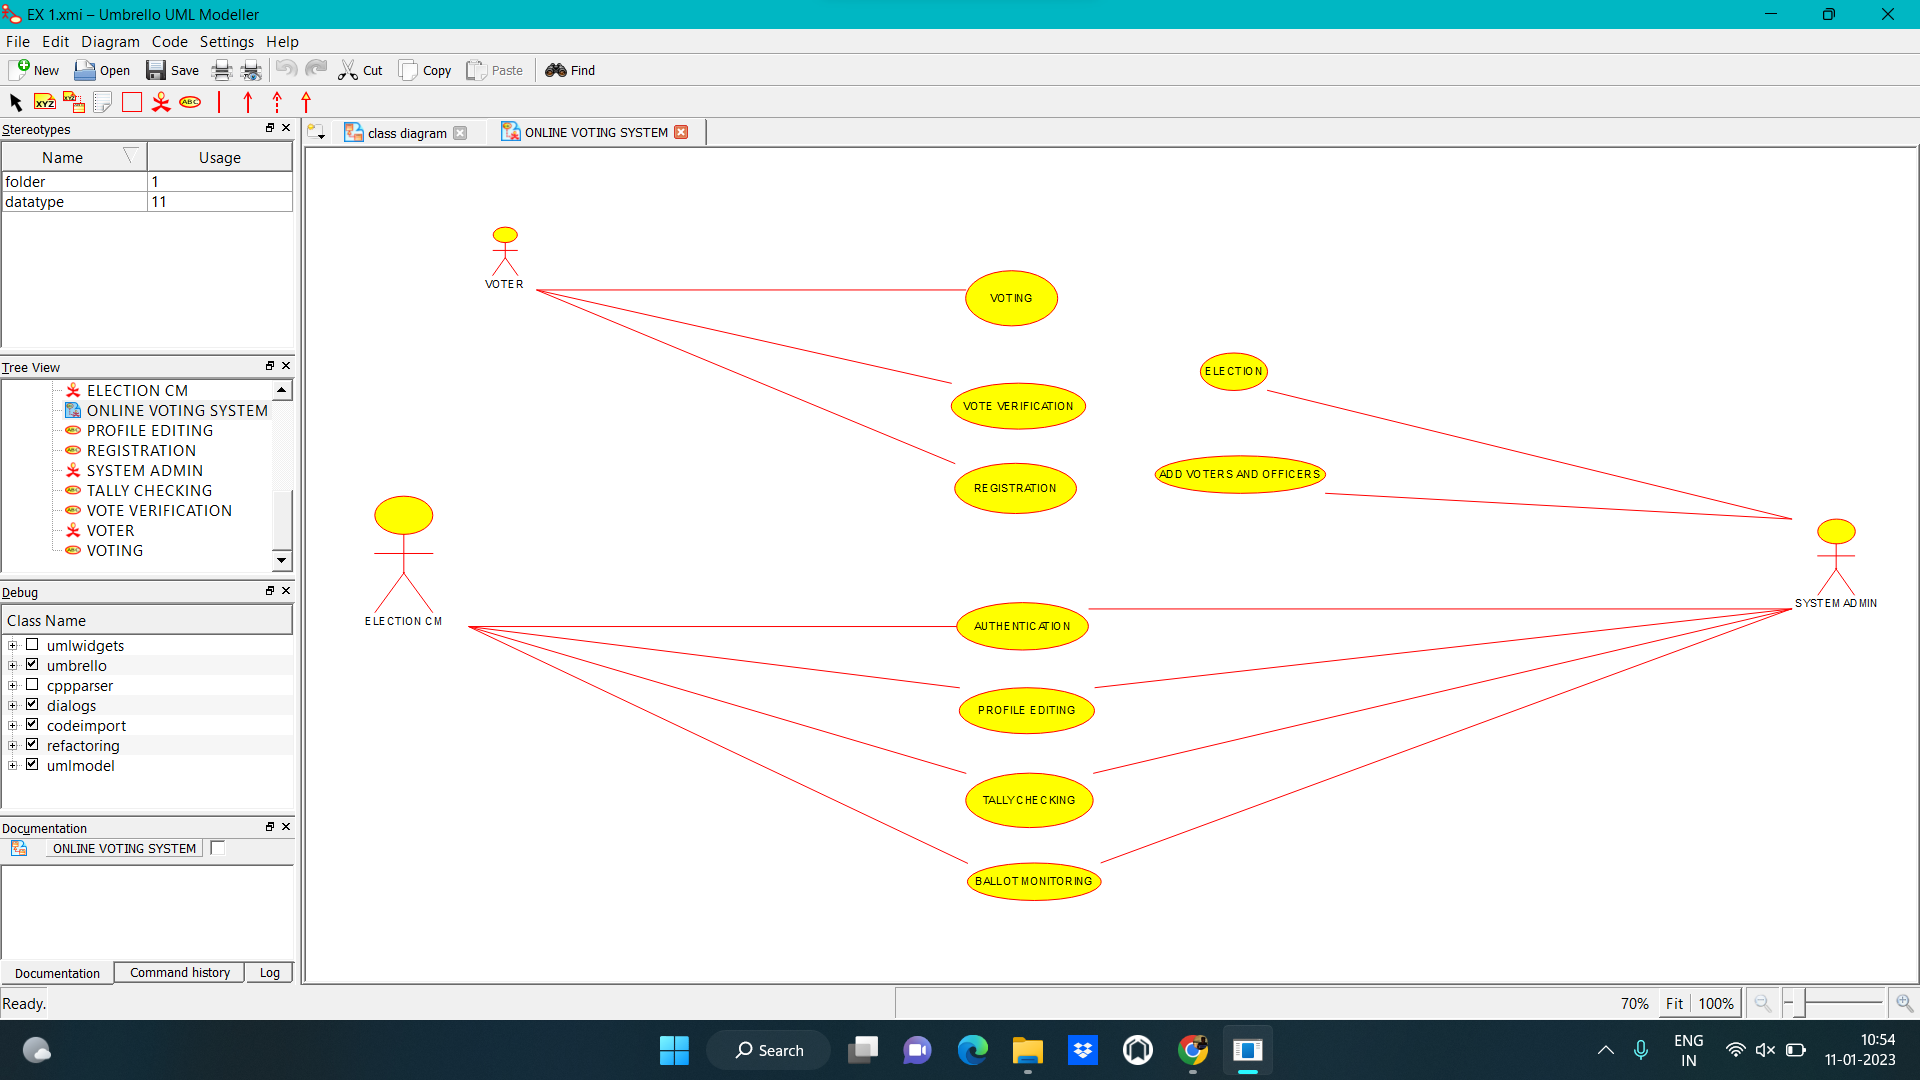 EX 1.xmi – Umbrello UML Modeller
File Edit Diagram Code Settings Help
New Open Save Cut Copy Paste Find
XYZ XYZ ABC
Stereotypes
Name Usage
folder 1
datatype 11
Tree View
ELECTION CM
ONLINE VOTING SYSTEM
PROFILE EDITING
REGISTRATION
SYSTEM ADMIN
TALLY CHECKING
VOTE VERIFICATION
VOTER
VOTING
Debug
Class Name
umlwidgets
umbrello
cppparser
dialogs
codeimport
refactoring
umlmodel
Documentation
ONLINE VOTING SYSTEM
Documentation Command history Log
class diagram ONLINE VOTING SYSTEM
VOTER
VOTING
ELECTION
VOTE VERIFICATION
ADD VOTERS AND OFFICERS
REGISTRATION
ELECTION CM
SYSTEM ADMIN
AUTHENTICATION
PROFILE EDITING
TALLY CHECKING
BALLOT MONITORING
Ready.
70% Fit 100%
Search
ENG
IN
10:54
11-01-2023